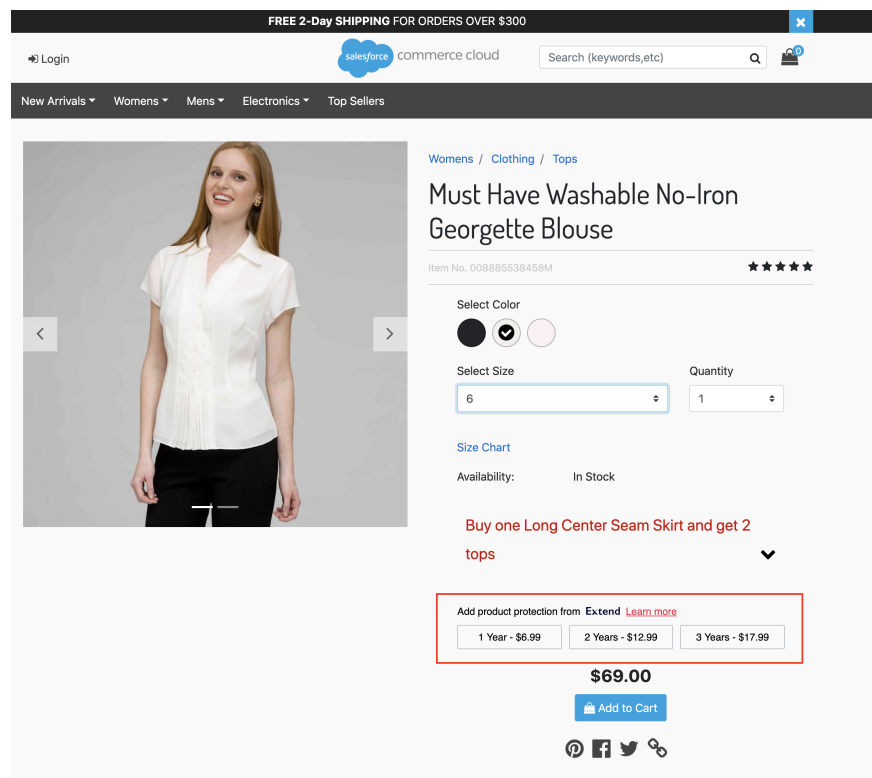 FREE 2-Day SHIPPING FOR ORDERS OVER $300
Login
salesforce commerce cloud
Search (keywords,etc)
0
New Arrivals Womens Mens Electronics Top Sellers
Womens / Clothing / Tops
Must Have Washable No-Iron
Georgette Blouse
Item No. 008885538458M
Select Color
Select Size Quantity
6 1
Size Chart
Availability: In Stock
Buy one Long Center Seam Skirt and get 2
tops
Add product protection from Extend Learn more
1 Year - $6.99 2 Years - $12.99 3 Years - $17.99
$69.00
Add to Cart